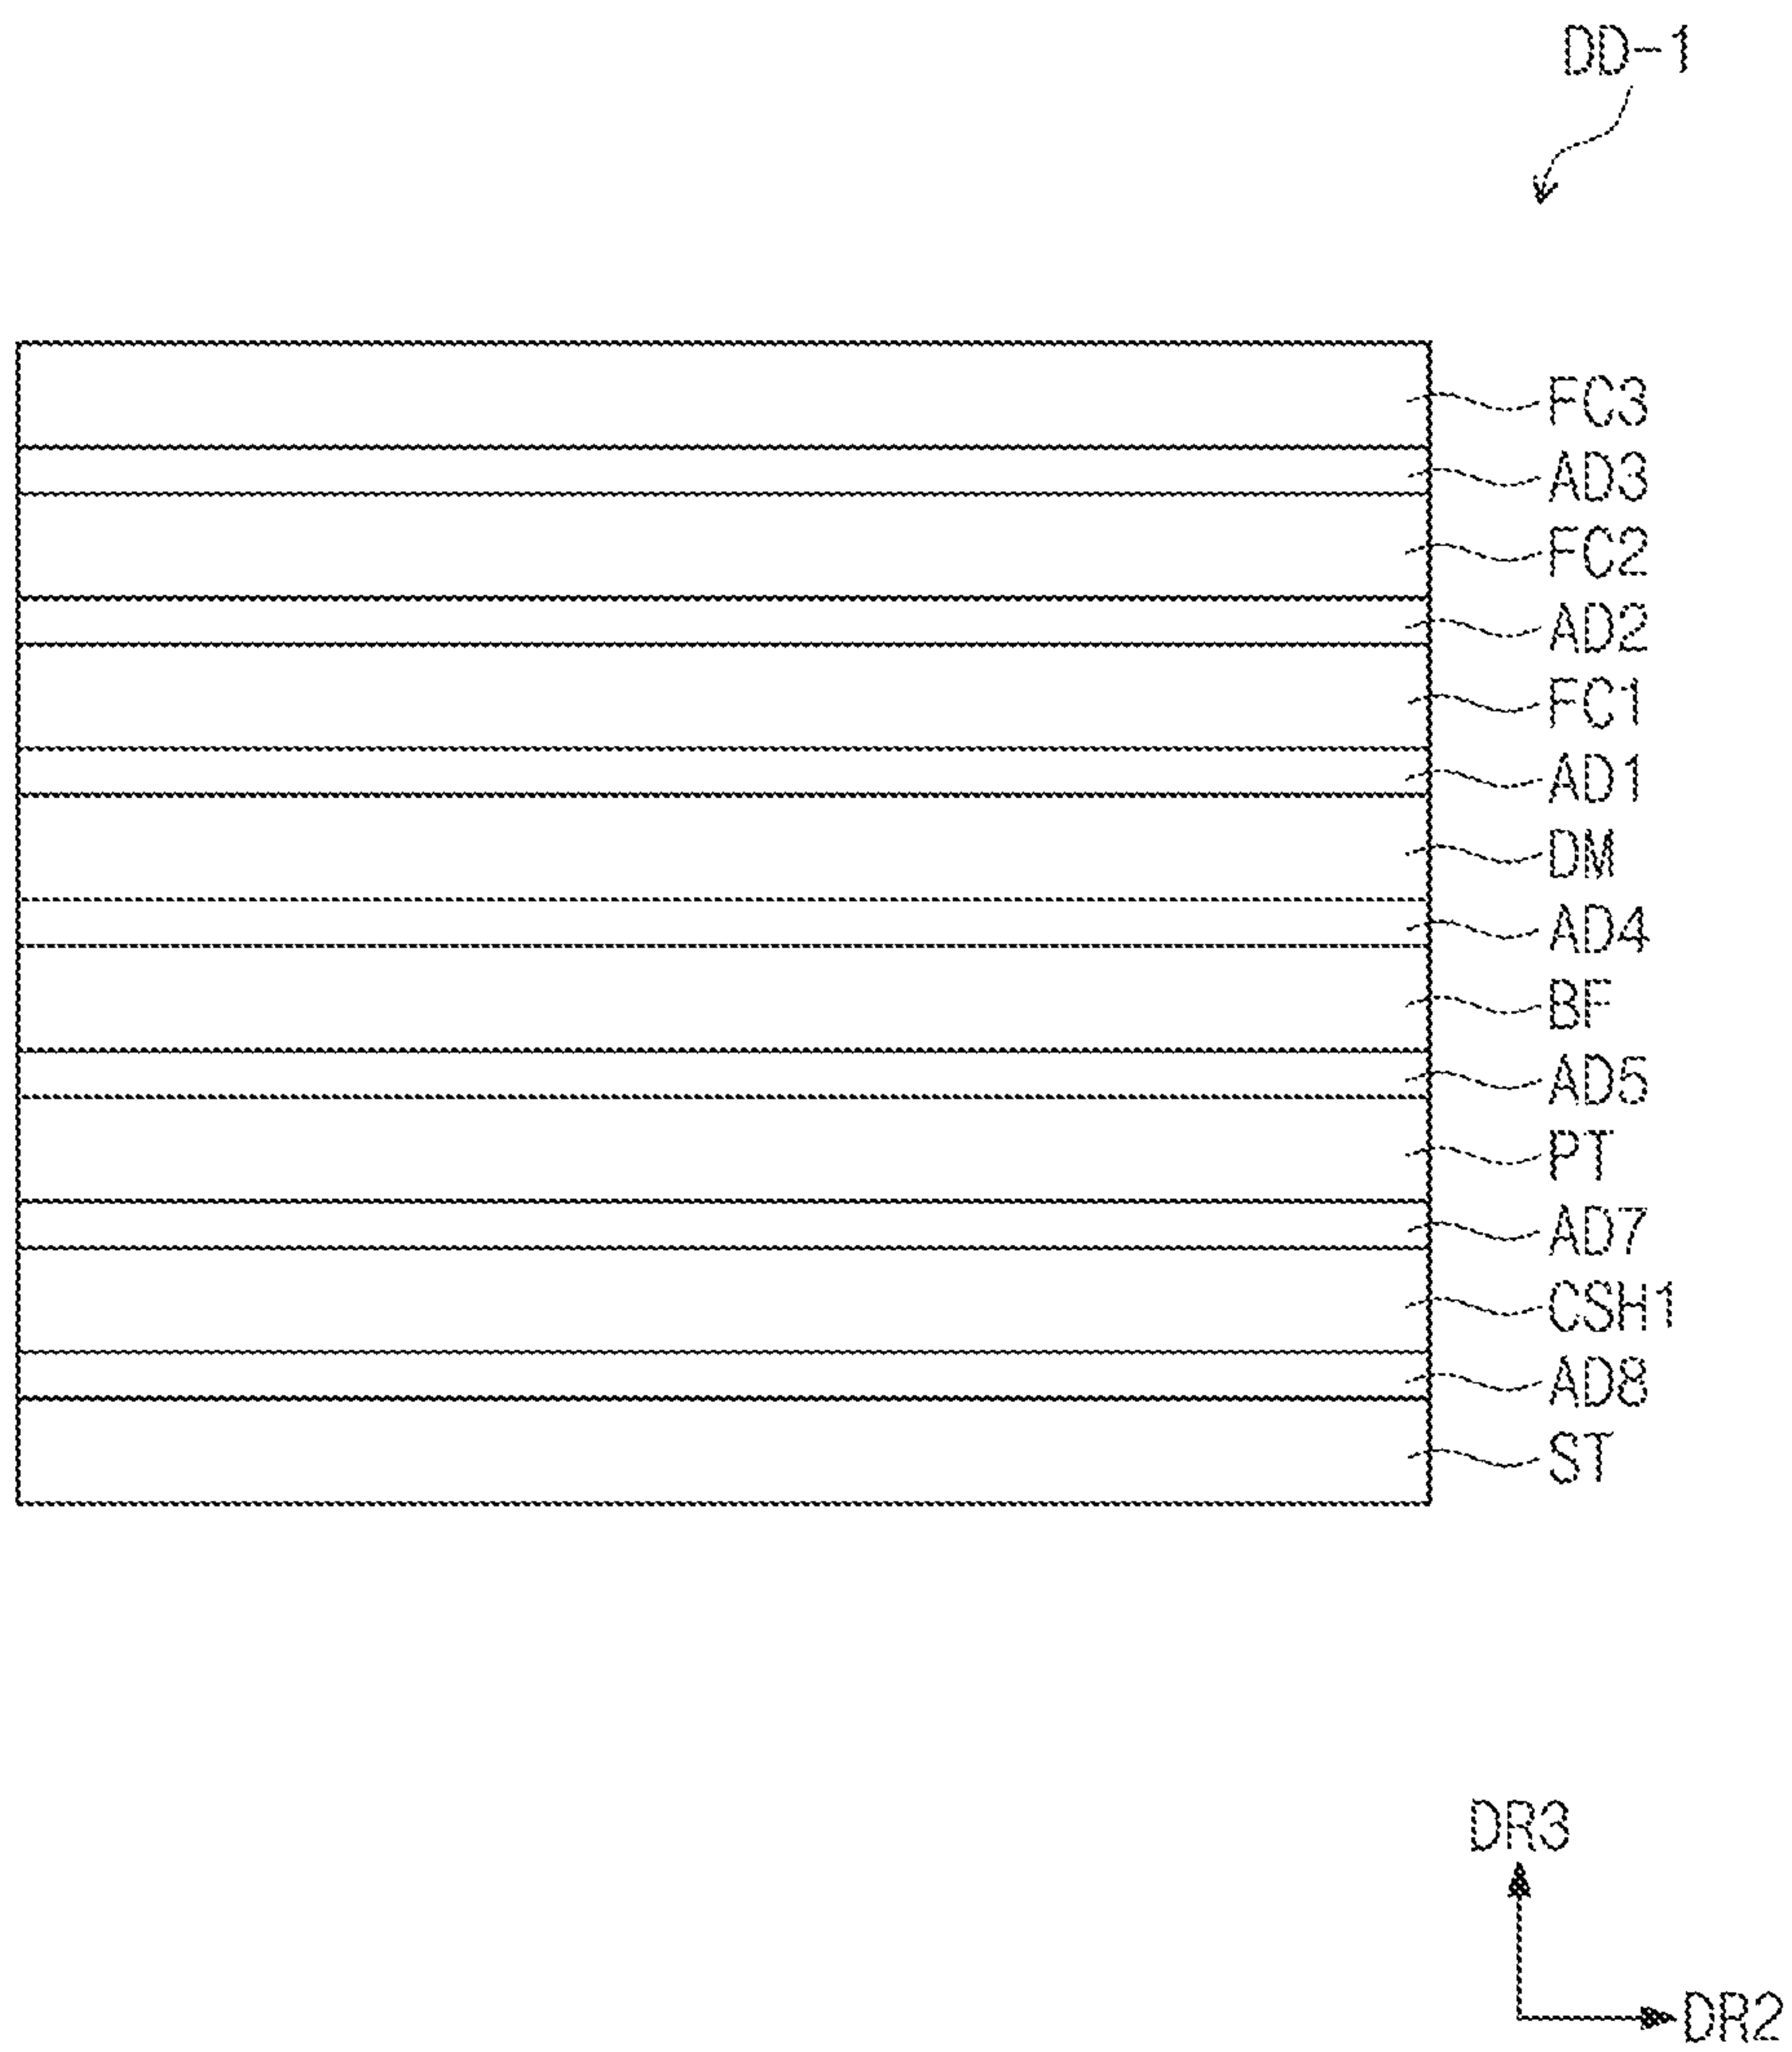 DD-1
FC3
AD3
FC2
AD2
FC1
AD1
DM
AD4
BF
AD5
PT
AD7
CSH1
AD8
ST
DR3
DR2